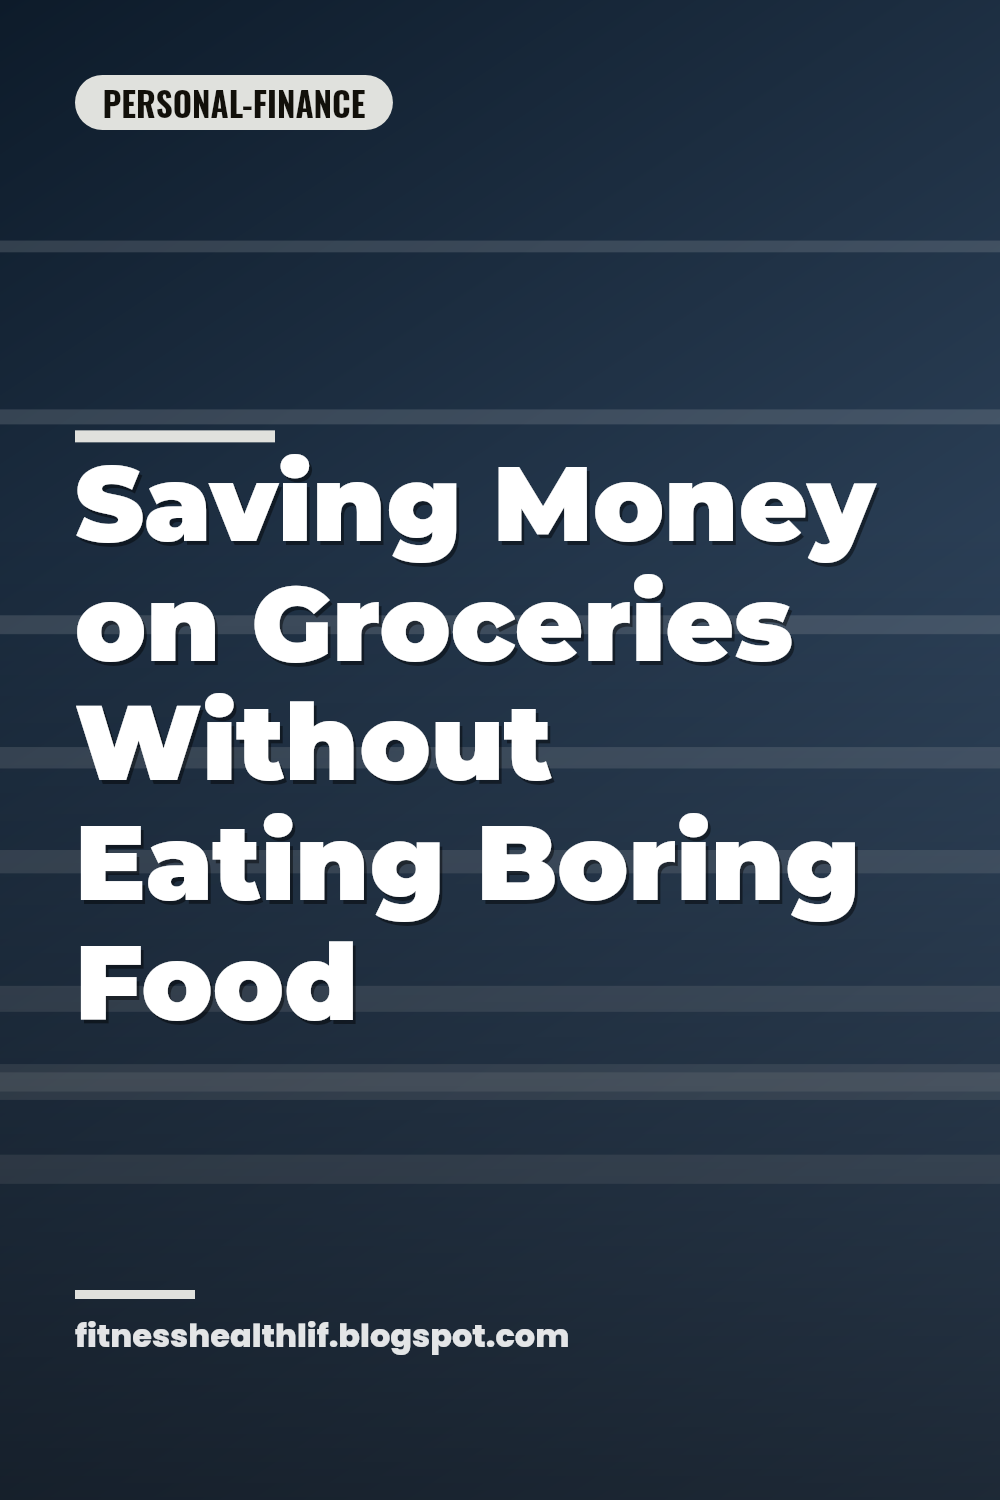 PERSONAL-FINANCE
Saving Money
on Groceries
Without
Eating Boring
Food
fitnesshealthlif.blogspot.com